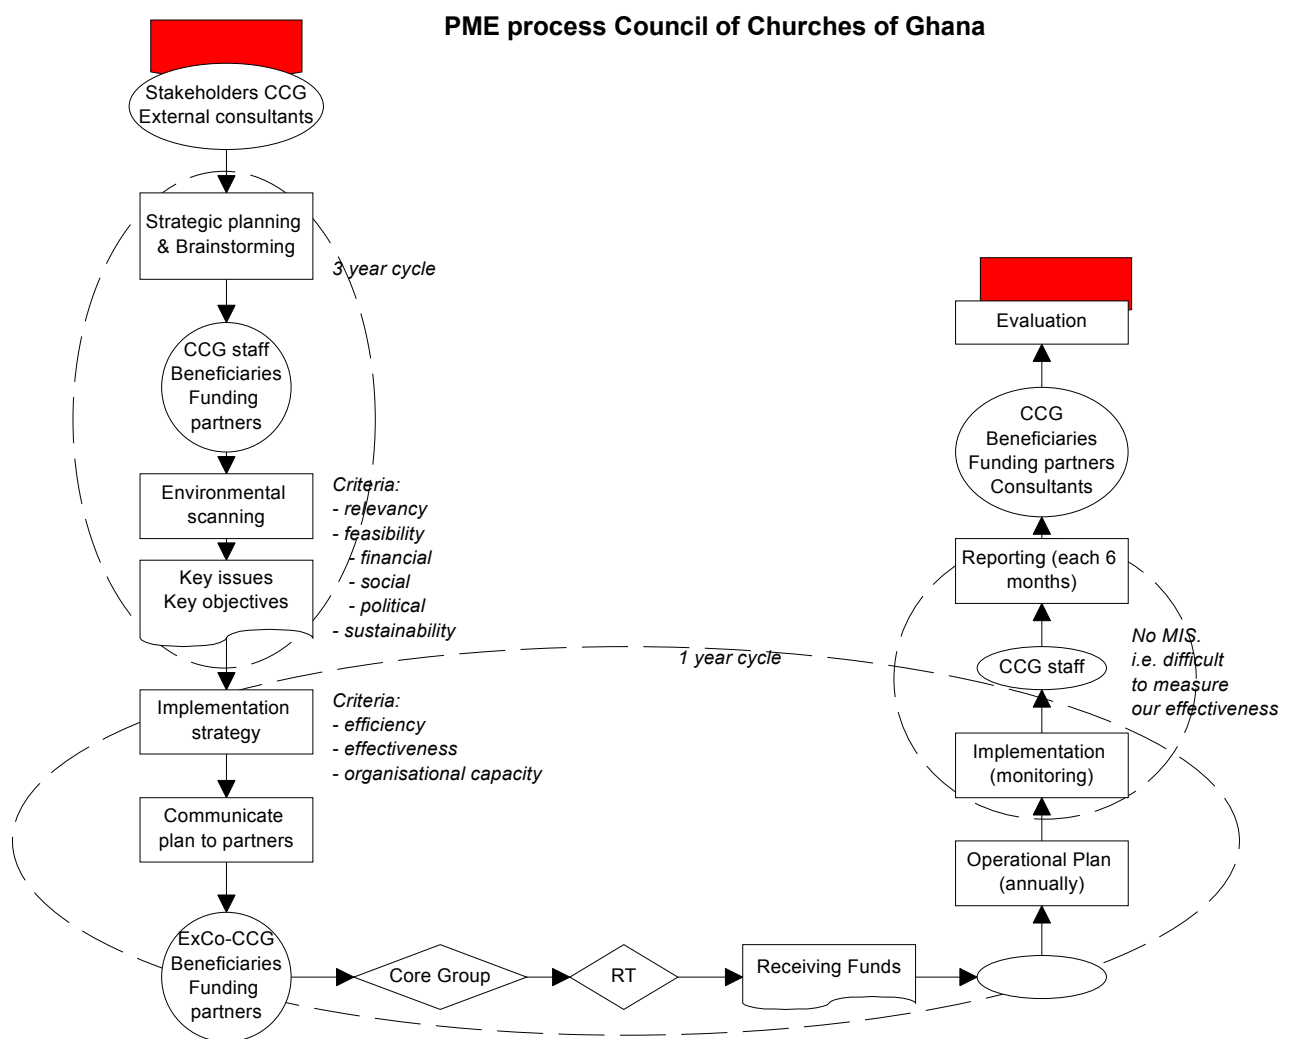 PME process Council of Churches of Ghana
Stakeholders CCG
External consultants
Strategic planning
& Brainstorming
3 year cycle
CCG staff
Beneficiaries
Funding
partners
Environmental
scanning
Criteria:
- relevancy
- feasibility
- financial
- social
- political
- sustainability
Key issues
Key objectives
Implementation
strategy
Criteria:
- efficiency
- effectiveness
- organisational capacity
1 year cycle
Communicate
plan to partners
ExCo-CCG
Beneficiaries
Funding
partners
Core Group
RT
Receiving Funds
Operational Plan
(annually)
Implementation
(monitoring)
CCG staff
No MIS.
i.e. difficult
to measure
our effectiveness
Reporting (each 6
months)
CCG
Beneficiaries
Funding partners
Consultants
Evaluation